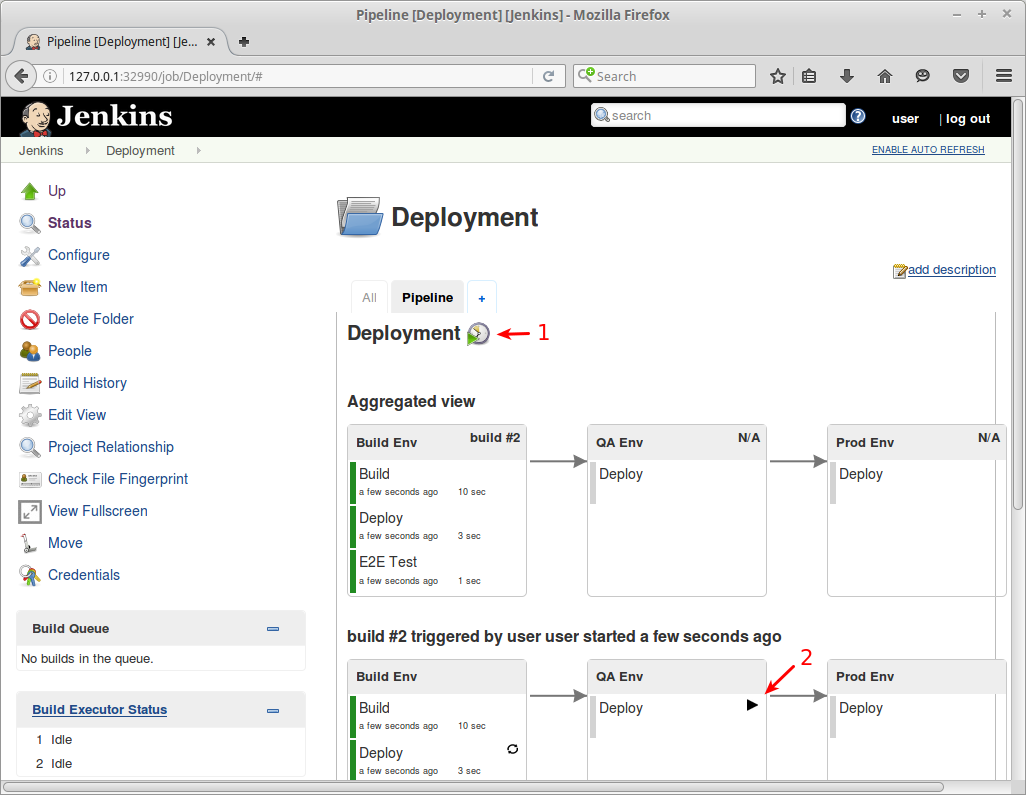 Pipeline [Deployment] [Jenkins] - Mozilla Firefox
Pipeline [Deployment] [Je...
127.0.0.1:32990/job/Deployment/#
Search
Jenkins
search
user
| log out
Jenkins
Deployment
ENABLE AUTO REFRESH
Up
Status
Configure
New Item
Delete Folder
People
Build History
Edit View
Project Relationship
Check File Fingerprint
View Fullscreen
Move
Credentials
Build Queue
No builds in the queue.
Build Executor Status
1 Idle
2 Idle
Deployment
add description
All
Pipeline
+
Deployment
1
Aggregated view
Build Env
build #2
Build
a few seconds ago 10 sec
Deploy
a few seconds ago 3 sec
E2E Test
a few seconds ago 1 sec
QA Env
N/A
Deploy
Prod Env
N/A
Deploy
build #2 triggered by user user started a few seconds ago
2
Build Env
Build
a few seconds ago 10 sec
Deploy
a few seconds ago 3 sec
QA Env
Deploy
Prod Env
Deploy